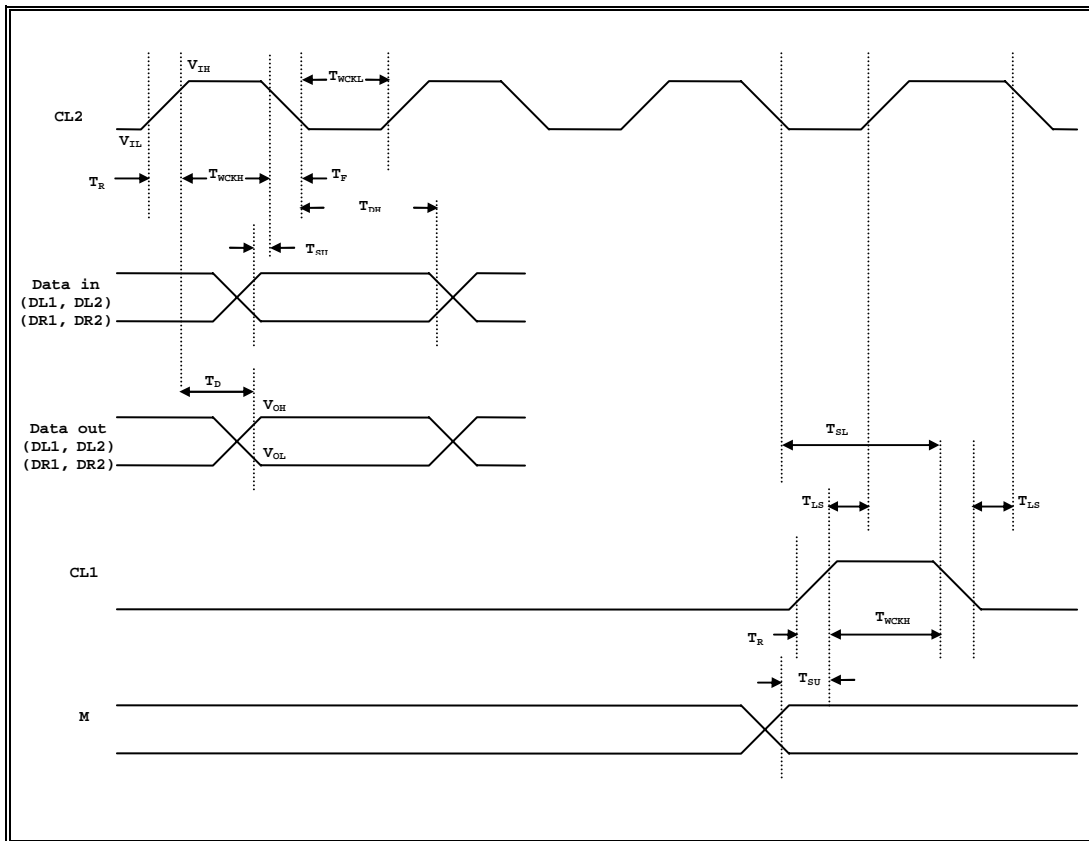 V_IH
T_WCKL
CL2
V_IL
T_R
T_WCKH
T_F
T_DH
T_SU
Data in
(DL1, DL2)
(DR1, DR2)
T_D
V_OH
Data out
(DL1, DL2)
(DR1, DR2)
V_OL
T_SL
T_LS
T_LS
CL1
T_WCKH
T_R
T_SU
M